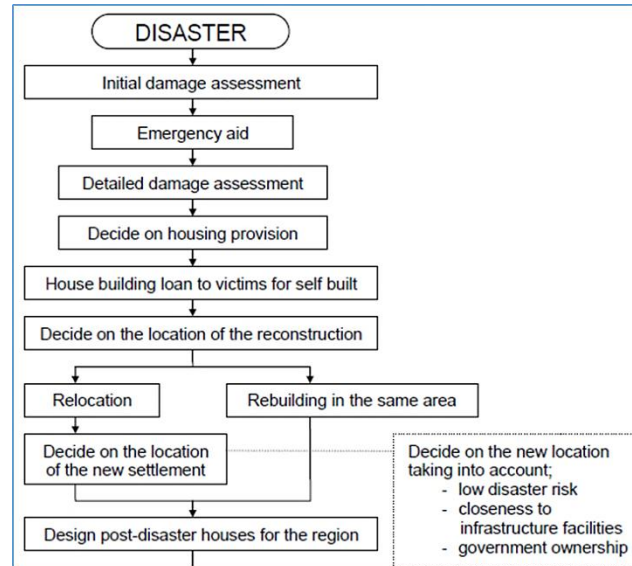 DISASTER
Initial damage assessment
Emergency aid
Detailed damage assessment
Decide on housing provision
House building loan to victims for self built
Decide on the location of the reconstruction
Relocation
Rebuilding in the same area
Decide on the location
of the new settlement
Decide on the new location
taking into account;
- low disaster risk
- closeness to
infrastructure facilities
- government ownership
Design post-disaster houses for the region